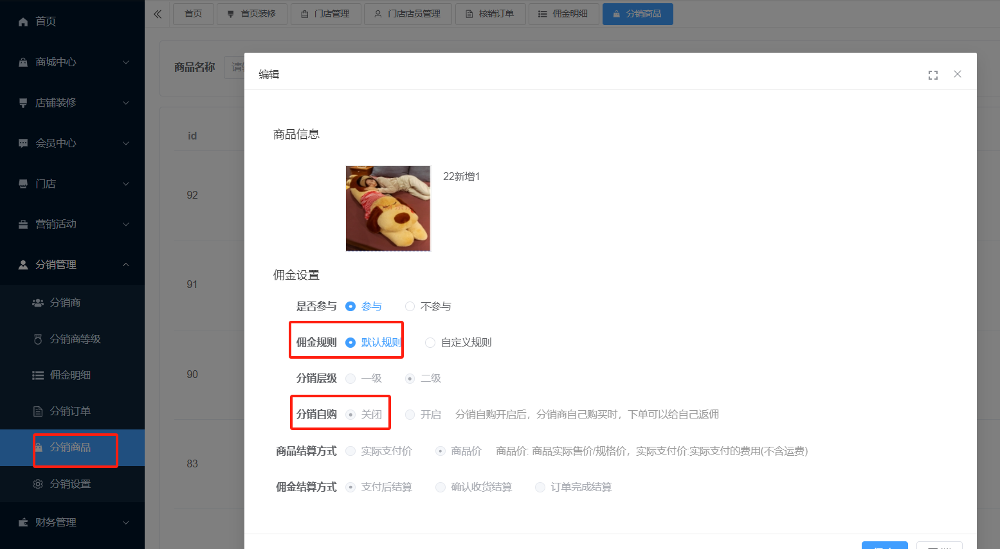 首页
商城中心
店铺装修
会员中心
门店
营销活动
分销管理
分销商
分销商等级
佣金明细
分销订单
分销商品
分销设置
财务管理
首页
首页装修
门店管理
门店店员管理
核销订单
佣金明细
分销商品
商品名称
请
id
92
91
90
83
编辑
商品信息
22新增1
佣金设置
是否参与 参与 不参与
佣金规则 默认规则 自定义规则
分销层级 一级 二级
分销自购 关闭 开启 分销自购开启后，分销商自己购买时，下单可以给自己返佣
商品结算方式 实际支付价 商品价 商品价: 商品实际售价/规格价，实际支付价:实际支付的费用(不含运费)
佣金结算方式 支付后结算 确认收货结算 订单完成结算